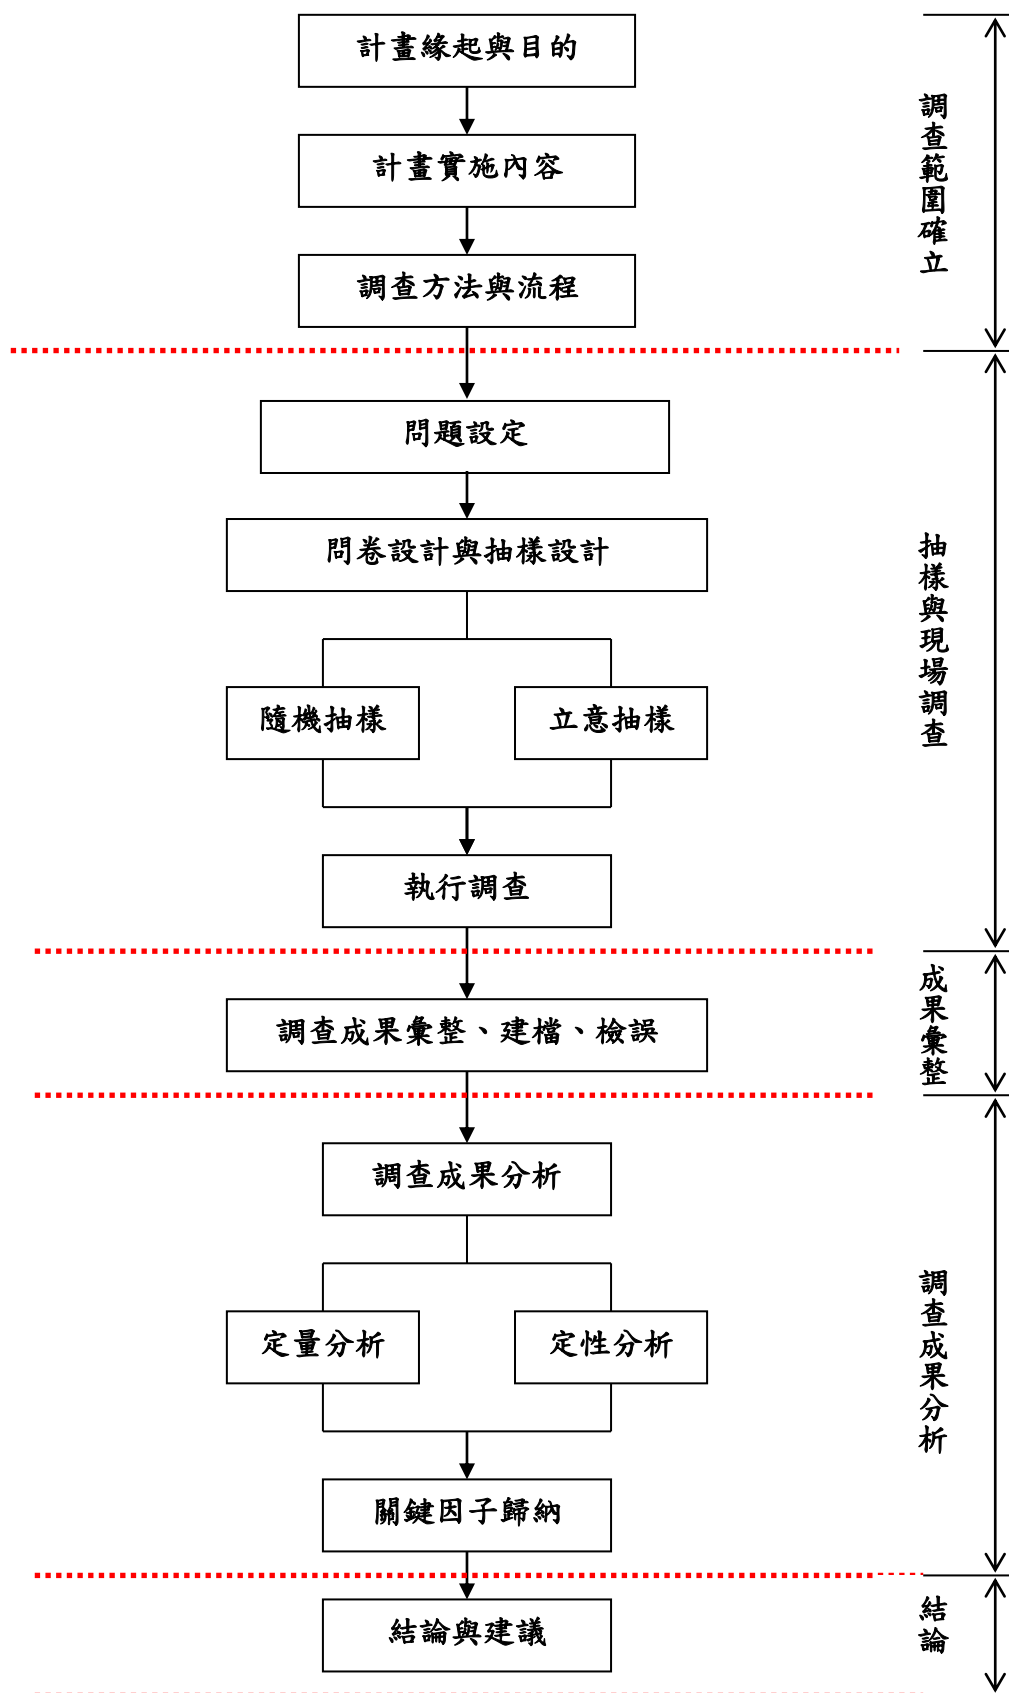 計畫緣起與目的
計畫實施內容
調查方法與流程
調查範圍確立
問題設定
問卷設計與抽樣設計
隨機抽樣
立意抽樣
執行調查
抽樣與現場調查
調查成果彙整、建檔、檢誤
成果彙整
調查成果分析
定量分析
定性分析
關鍵因子歸納
調查成果分析
結論與建議
結論